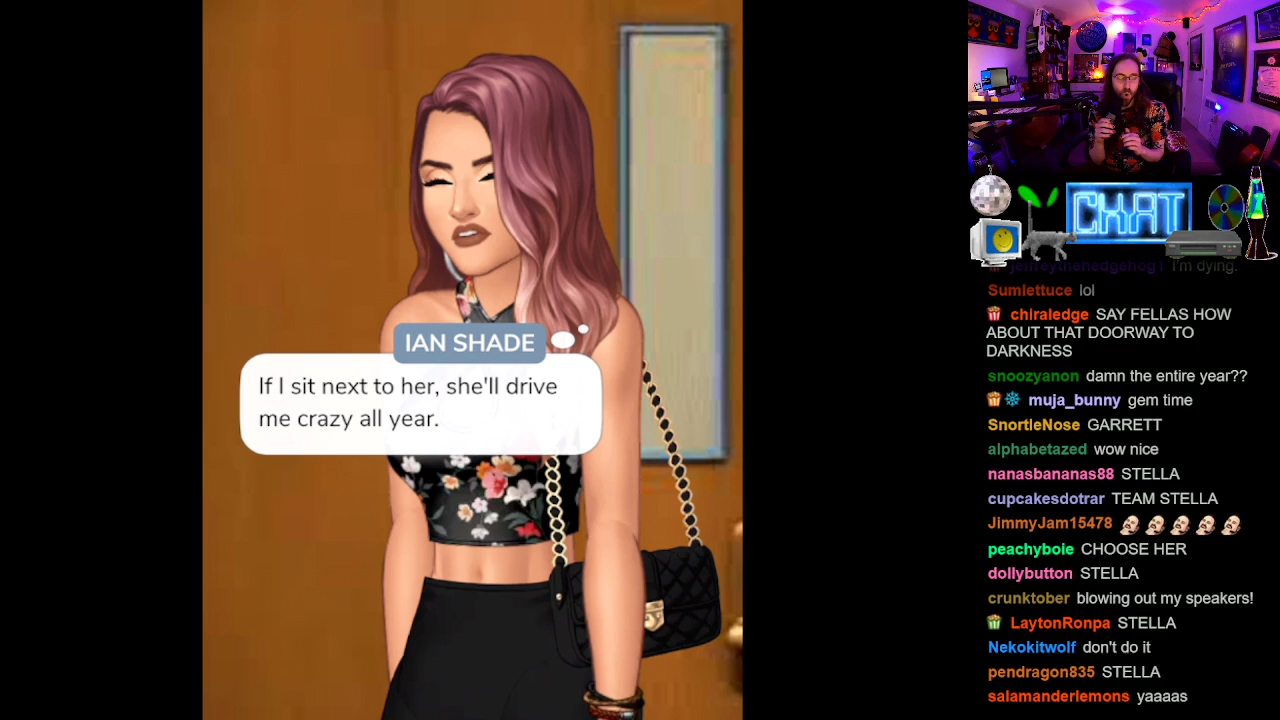 IAN SHADE
If I sit next to her, she'll drive
me crazy all year.
CHAT
jeffreythehedgehog1 I'm dying.
Sumlettuce lol
chiraledge SAY FELLAS HOW
ABOUT THAT DOORWAY TO
DARKNESS
snoozyanon damn the entire year??
muja_bunny gem time
SnortleNose GARRETT
alphabetazed wow nice
nanasbananas88 STELLA
cupcakesdotrar TEAM STELLA
JimmyJam15478
peachyboie CHOOSE HER
dollybutton STELLA
crunktober blowing out my speakers!
LaytonRonpa STELLA
Nekokitwolf don't do it
pendragon835 STELLA
salamanderlemons yaaaas